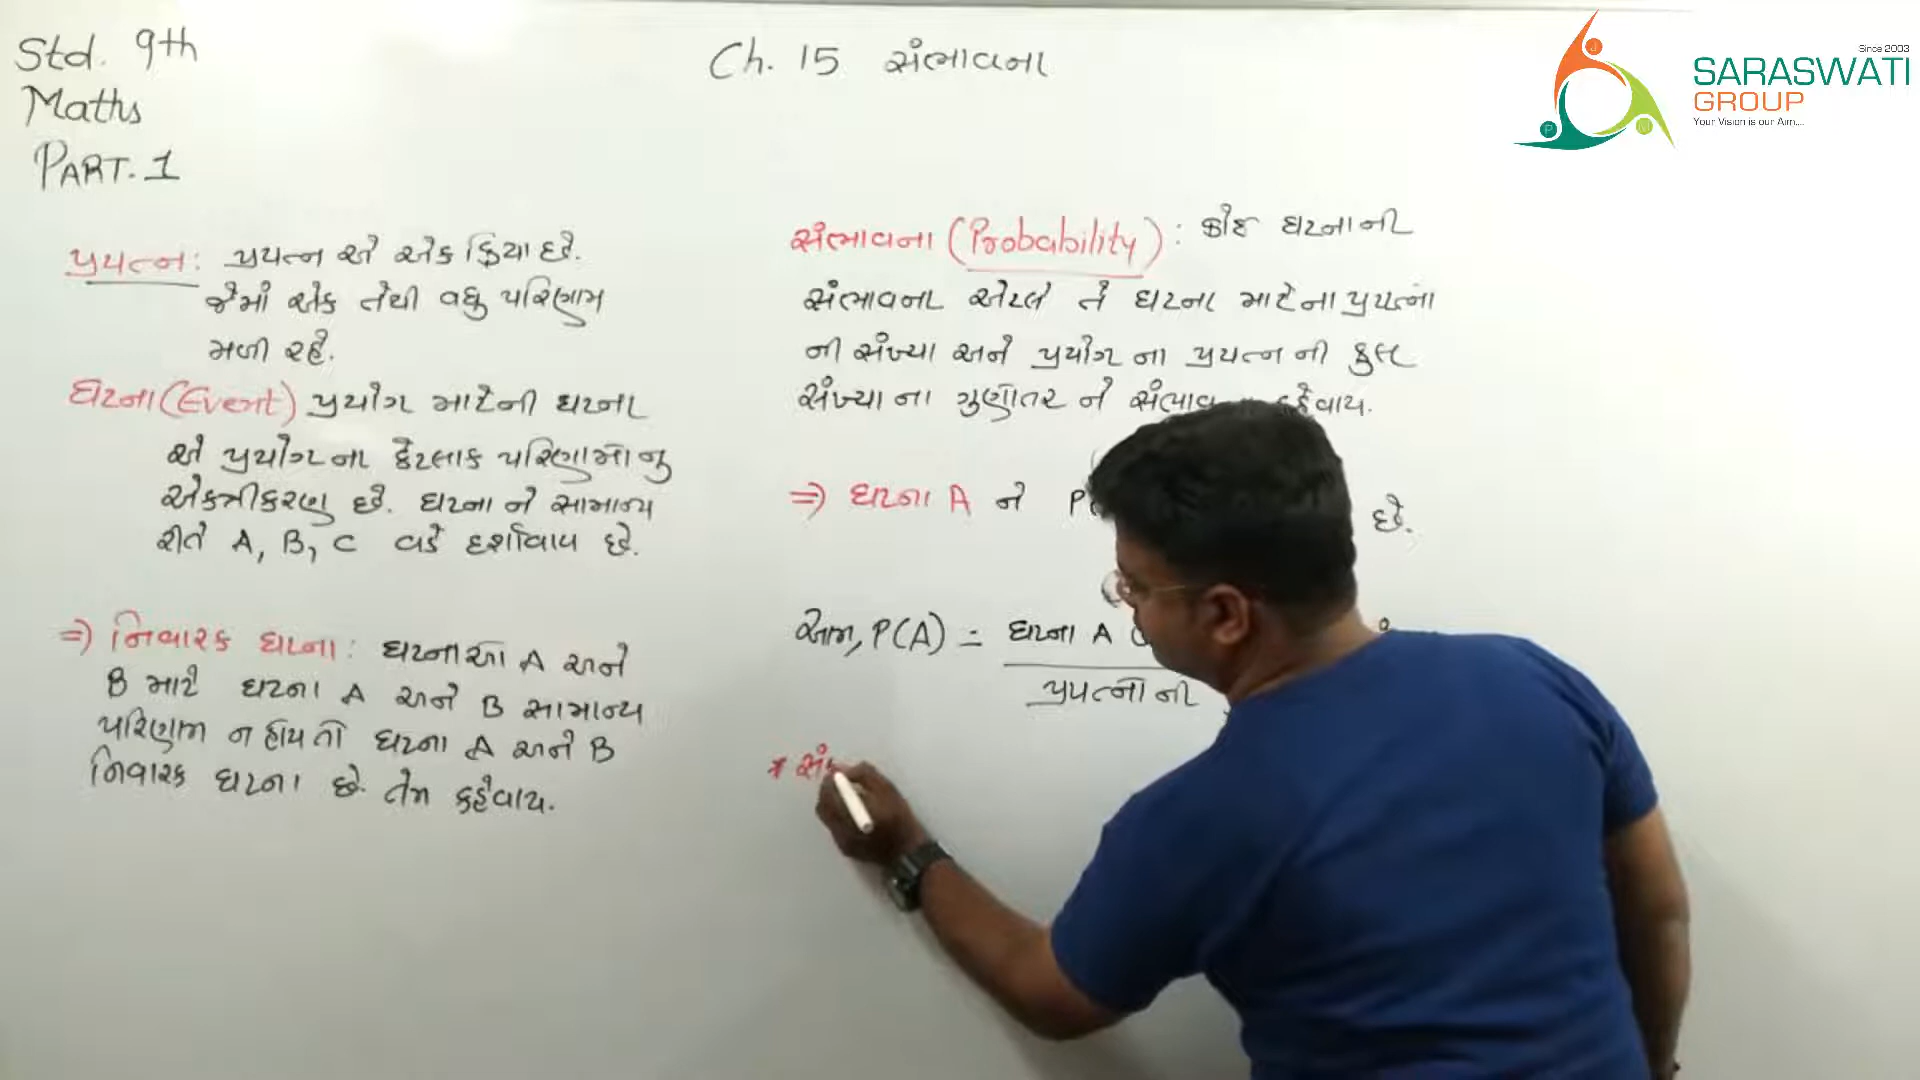 Std. 9th
Maths
PART. 1
Ch. 15 સંભાવના
Since 2003
SARASWATI
GROUP
Your Vision is our Aim....
J
P
M
પ્રયત્ન: પ્રયત્ન એ એક ક્રિયા છે.
જેમાં એક તેથી વધુ પરિણામ
મળી રહે.
ઘટના (Event) પ્રયોગ માટેની ઘટના
એ પ્રયોગના કેટલાક પરિણામોનુ
એકત્રીકરણ છે. ઘટના ને સામાન્ય
રીતે A, B, C વડે દર્શાવાય છે.
=> નિવારક ઘટના: ઘટનાઓ A અને
B માટે ઘટના A અને B સામાન્ય
પરિણામ ન હોય તો ઘટના A અને B
નિવારક ઘટના છે. તેમ કહેવાય.
સંભાવના (Probability): કોઈ ઘટનાની
સંભાવના એટલે તે ઘટના માટેના પ્રયત્નો
ની સંખ્યા અને પ્રયોગ ના પ્રયત્ન ની કુલ
સંખ્યા ના ગુણોતર ને કહેવાય.
=> ઘટના A ને છે.
આમ, P(A) = ઘટના A
પ્રયત્નોની